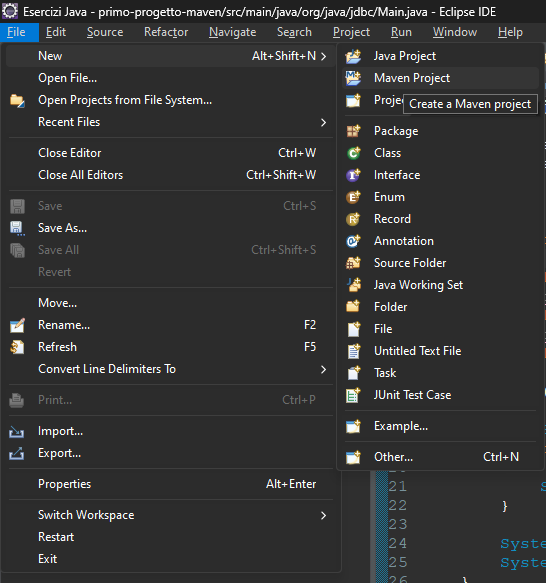 Esercizi Java - primo-progetto-maven/src/main/java/org/java/jdbc/Main.java - Eclipse IDE
File Edit Source Refactor Navigate Search Project Run Window Help
New Alt+Shift+N
Open File...
Open Projects from File System...
Recent Files
Close Editor Ctrl+W
Close All Editors Ctrl+Shift+W
Save Ctrl+S
Save As...
Save All Ctrl+Shift+S
Revert
Move...
Rename... F2
Refresh F5
Convert Line Delimiters To
Print... Ctrl+P
Import...
Export...
Properties Alt+Enter
Switch Workspace
Restart
Exit
Java Project
Maven Project
Create a Maven project
Package
Class
Interface
Enum
Record
Annotation
Source Folder
Java Working Set
Folder
File
Untitled Text File
Task
JUnit Test Case
Example...
Other... Ctrl+N
21 S
22 }
23
24 Syste
25 Syste
26 }